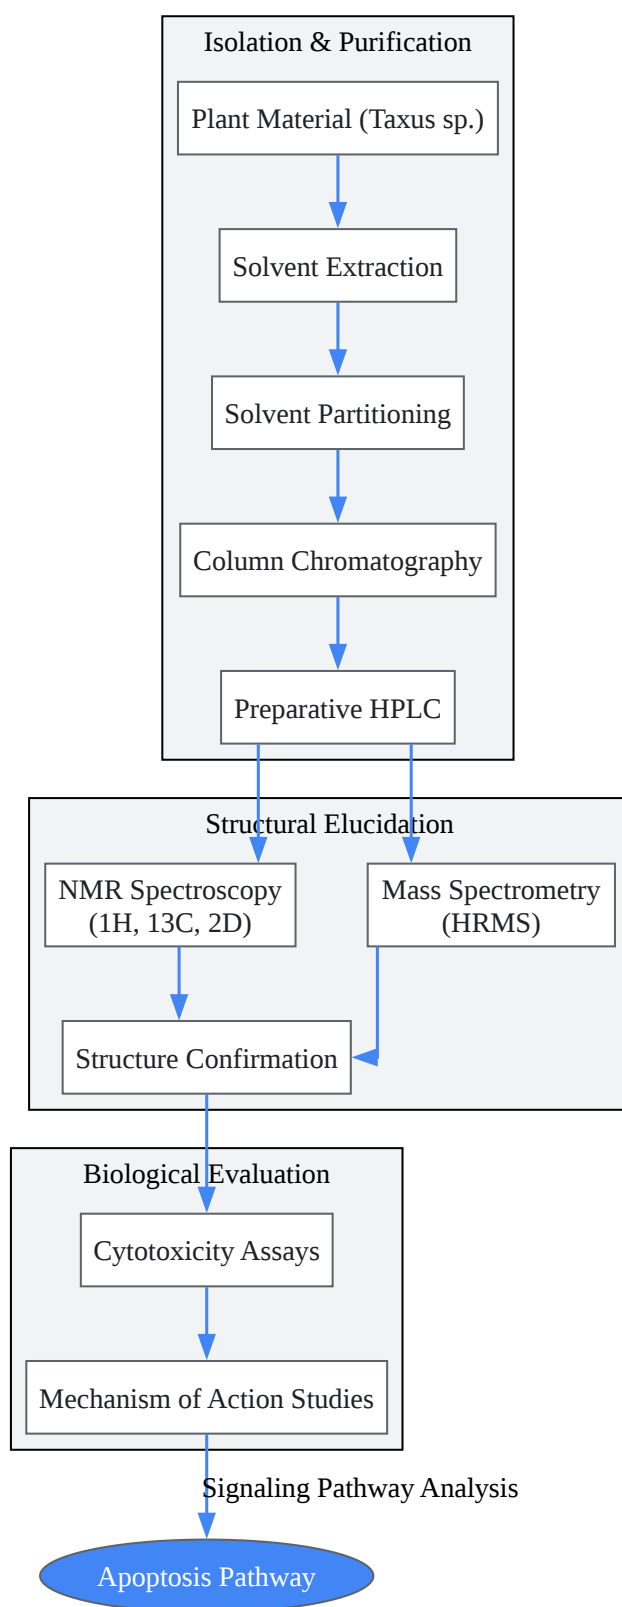 Isolation & Purification
Plant Material (Taxus sp.)
Solvent Extraction
Solvent Partitioning
Column Chromatography
Preparative HPLC
Structural Elucidation
NMR Spectroscopy
(1H, 13C, 2D)
Mass Spectrometry
(HRMS)
Structure Confirmation
Biological Evaluation
Cytotoxicity Assays
Mechanism of Action Studies
Signaling Pathway Analysis
Apoptosis Pathway